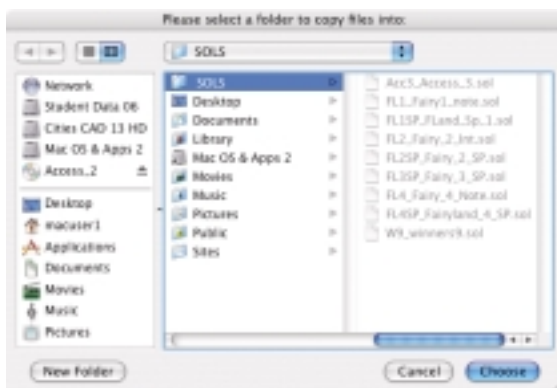 Please select a folder to copy files into:
SOLS
Network
Student Data 06
Cities CAD 13 HD
Mac OS & Apps 2
Access_2
Desktop
macuser1
Applications
Documents
Movies
Music
Pictures
SOLS
Desktop
Documents
Library
Mac OS & Apps 2
Movies
Music
Pictures
Public
Sites
Acc5_Access_5.sol
FL1_Fairy1_note.sol
FL1SP_FLand_Sp_1.sol
FL2_Fairy_2_Int.sol
FL2SP_Fairy_2_SP.sol
FL3SP_Fairy_3_SP.sol
FL4_Fairy_4_Note.sol
FL4SP_Fairyland_4_SP.sol
W9_winners9.sol
New Folder
Cancel
Choose